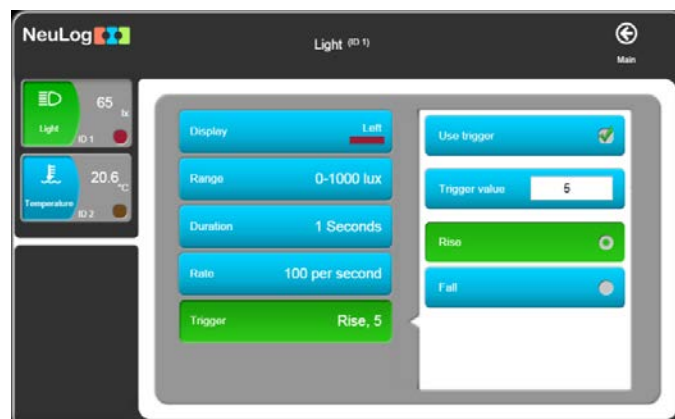 NeuLog
Light (ID 1)
Main
65 lx
Light
ID 1
20.6 °C
Temperature
ID 2
Display Left
Range 0-1000 lux
Duration 1 Seconds
Rate 100 per second
Trigger Rise, 5
Use trigger
Trigger value 5
Rise
Fall